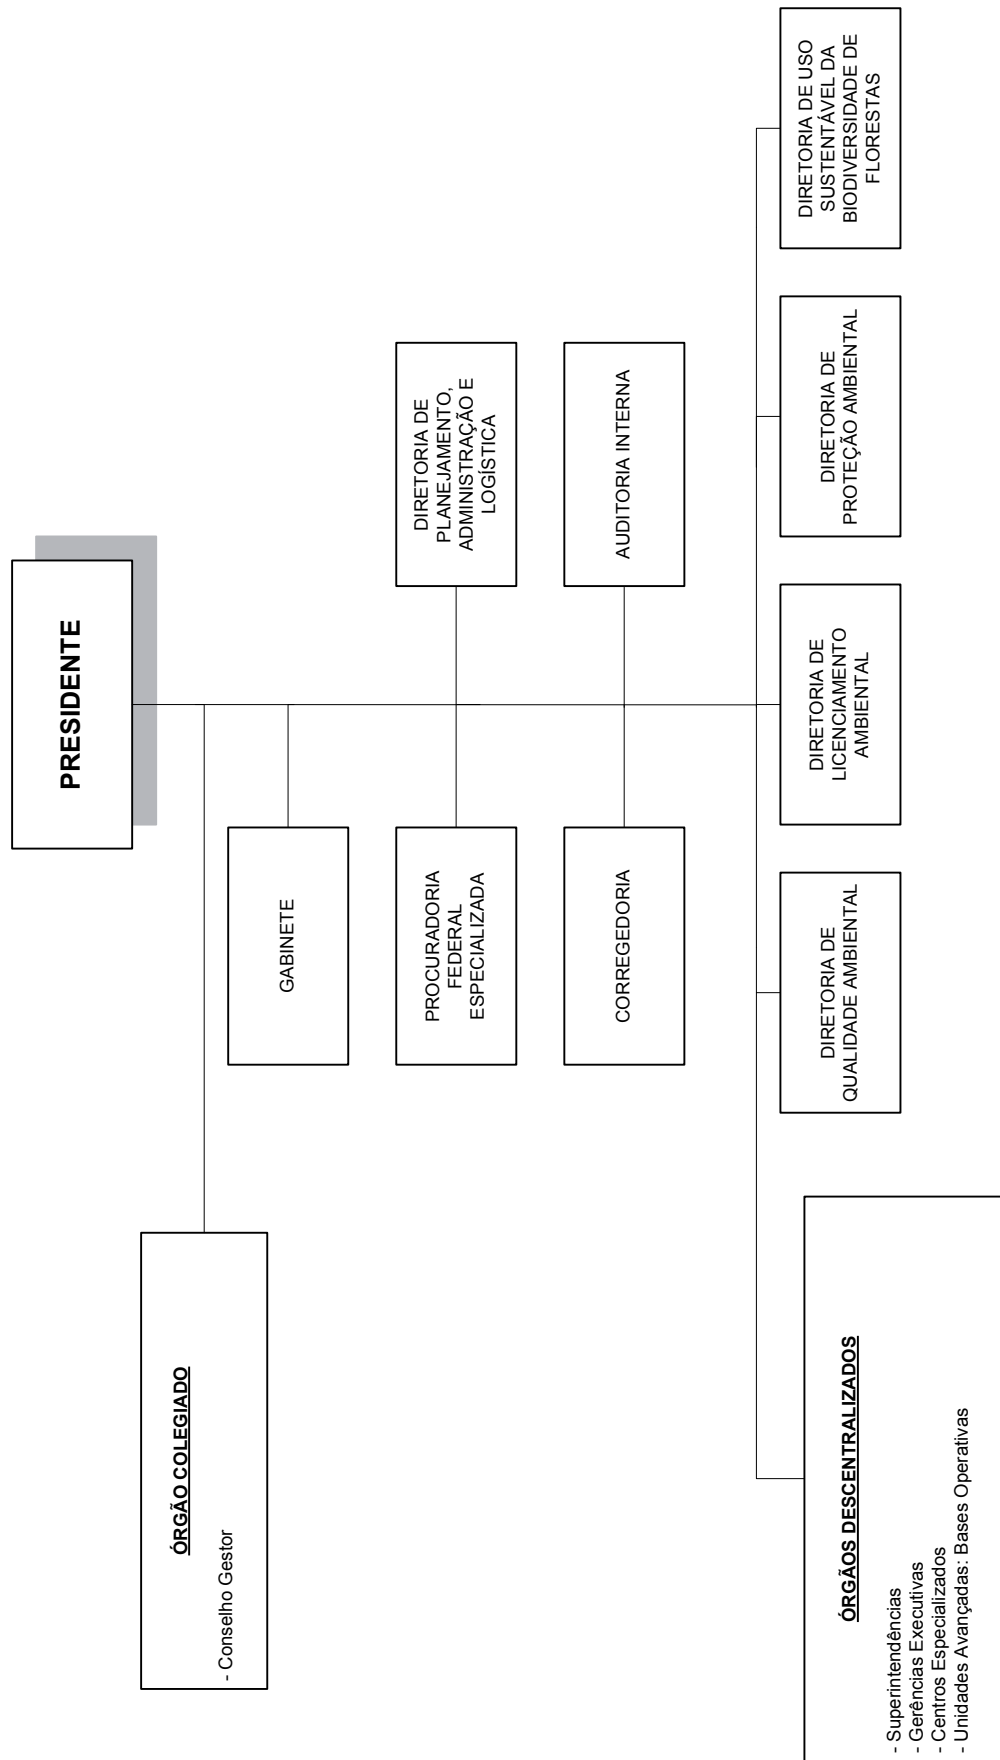 PRESIDENTE
ÓRGÃO COLEGIADO
- Conselho Gestor
GABINETE
PROCURADORIA
FEDERAL
ESPECIALIZADA
DIRETORIA DE
PLANEJAMENTO,
ADMINISTRAÇÃO E
LOGÍSTICA
CORREGEDORIA
AUDITORIA INTERNA
ÓRGÃOS DESCENTRALIZADOS
- Superintendências
- Gerências Executivas
- Centros Especializados
- Unidades Avançadas: Bases Operativas
DIRETORIA DE
QUALIDADE AMBIENTAL
DIRETORIA DE
LICENCIAMENTO
AMBIENTAL
DIRETORIA DE
PROTEÇÃO AMBIENTAL
DIRETORIA DE USO
SUSTENTÁVEL DA
BIODIVERSIDADE DE
FLORESTAS